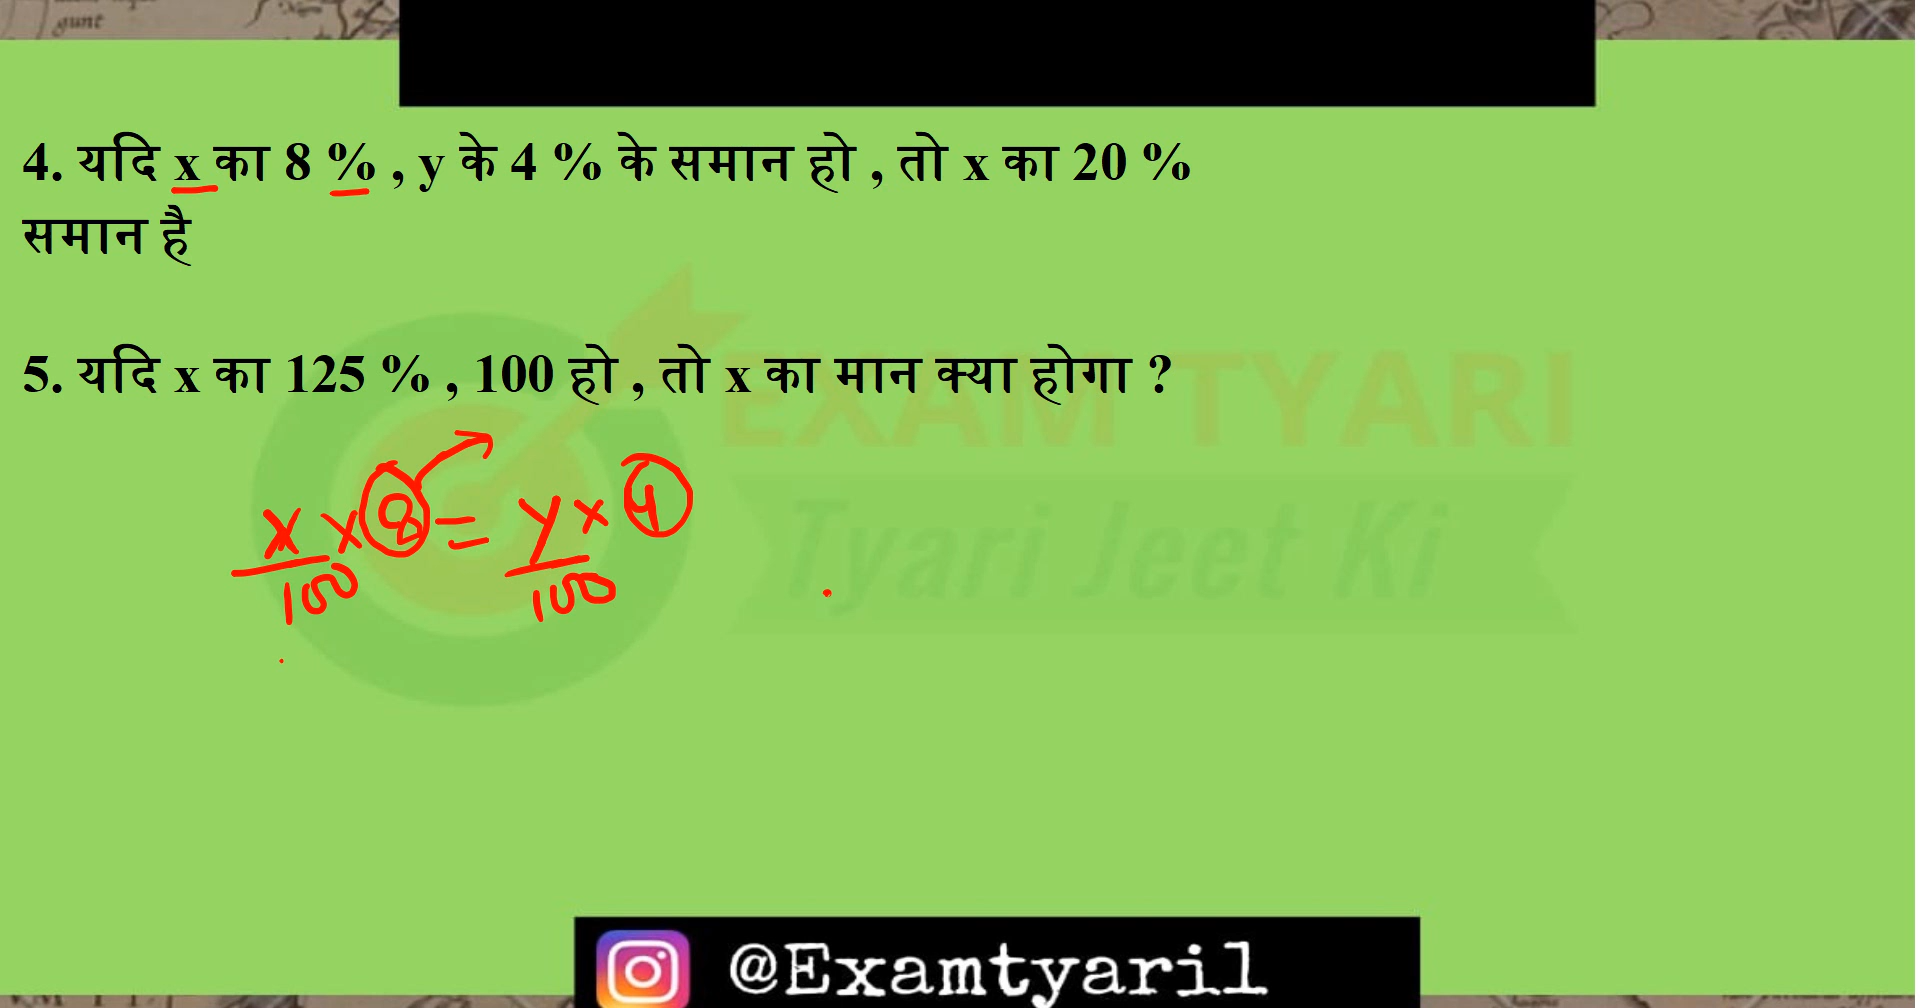 gunt
4. यदि x का 8 % , y के 4 % के समान हो , तो x का 20 %
समान है
5. यदि x का 125 % , 100 हो , तो x का मान क्या होगा ?
EXAM TYARI
Tyari Jeet Ki
x × 8 = y × 4
100 100
@Examtyari1